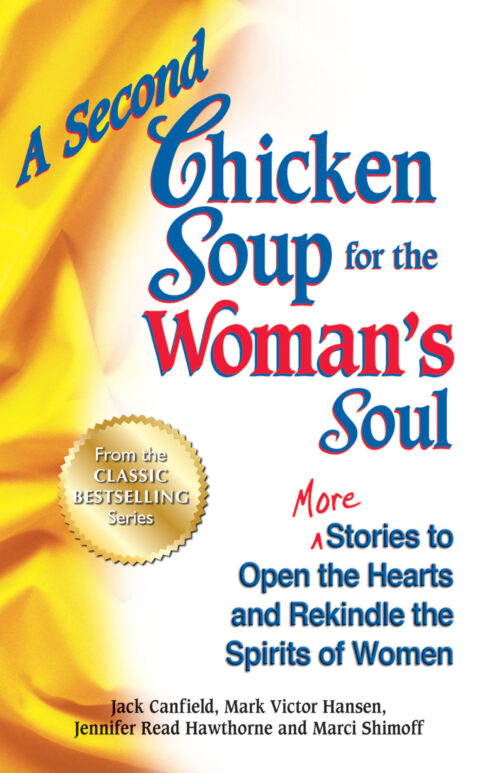 A Second
Chicken
Soup for the
Woman's
Soul
From the
CLASSIC
BESTSELLING
Series
More
Stories to
Open the Hearts
and Rekindle the
Spirits of Women
Jack Canfield, Mark Victor Hansen,
Jennifer Read Hawthorne and Marci Shimoff